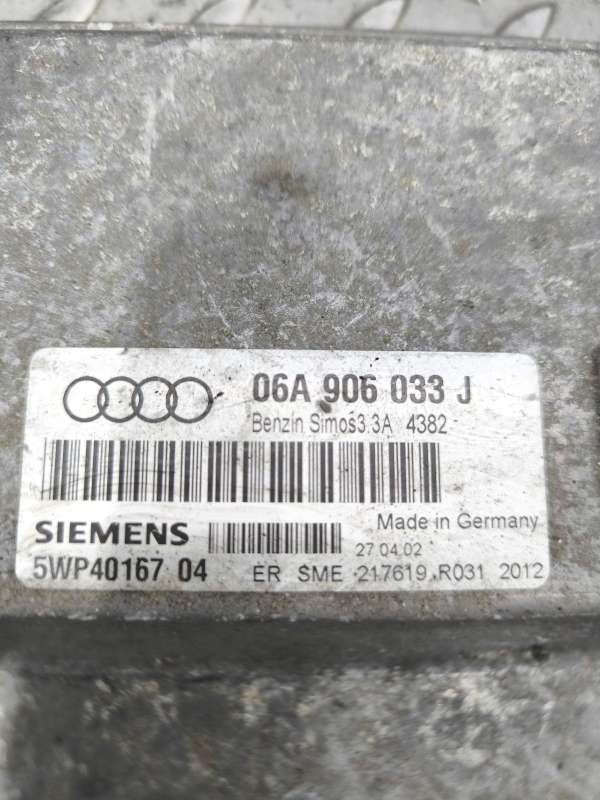 06A 906 033 J
Benzin Simos3.3A 4382
SIEMENS
Made in Germany
27.04.02
5WP40167 04
ER SME 217619 R031 2012